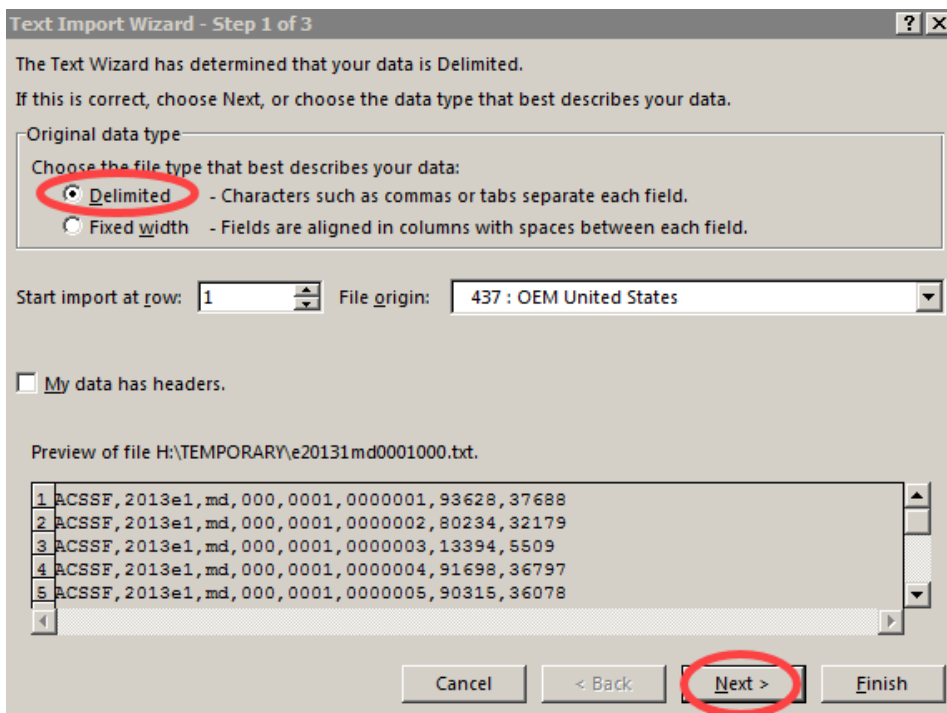 Text Import Wizard - Step 1 of 3
The Text Wizard has determined that your data is Delimited.
If this is correct, choose Next, or choose the data type that best describes your data.
Original data type
Choose the file type that best describes your data:
Delimited - Characters such as commas or tabs separate each field.
Fixed width - Fields are aligned in columns with spaces between each field.
Start import at row: 1 File origin: 437 : OEM United States
My data has headers.
Preview of file H:\TEMPORARY\e20131md0001000.txt.
1 ACSSF,2013e1,md,000,0001,0000001,93628,37688
2 ACSSF,2013e1,md,000,0001,0000002,80234,32179
3 ACSSF,2013e1,md,000,0001,0000003,13394,5509
4 ACSSF,2013e1,md,000,0001,0000004,91698,36797
5 ACSSF,2013e1,md,000,0001,0000005,90315,36078
Cancel < Back Next > Finish